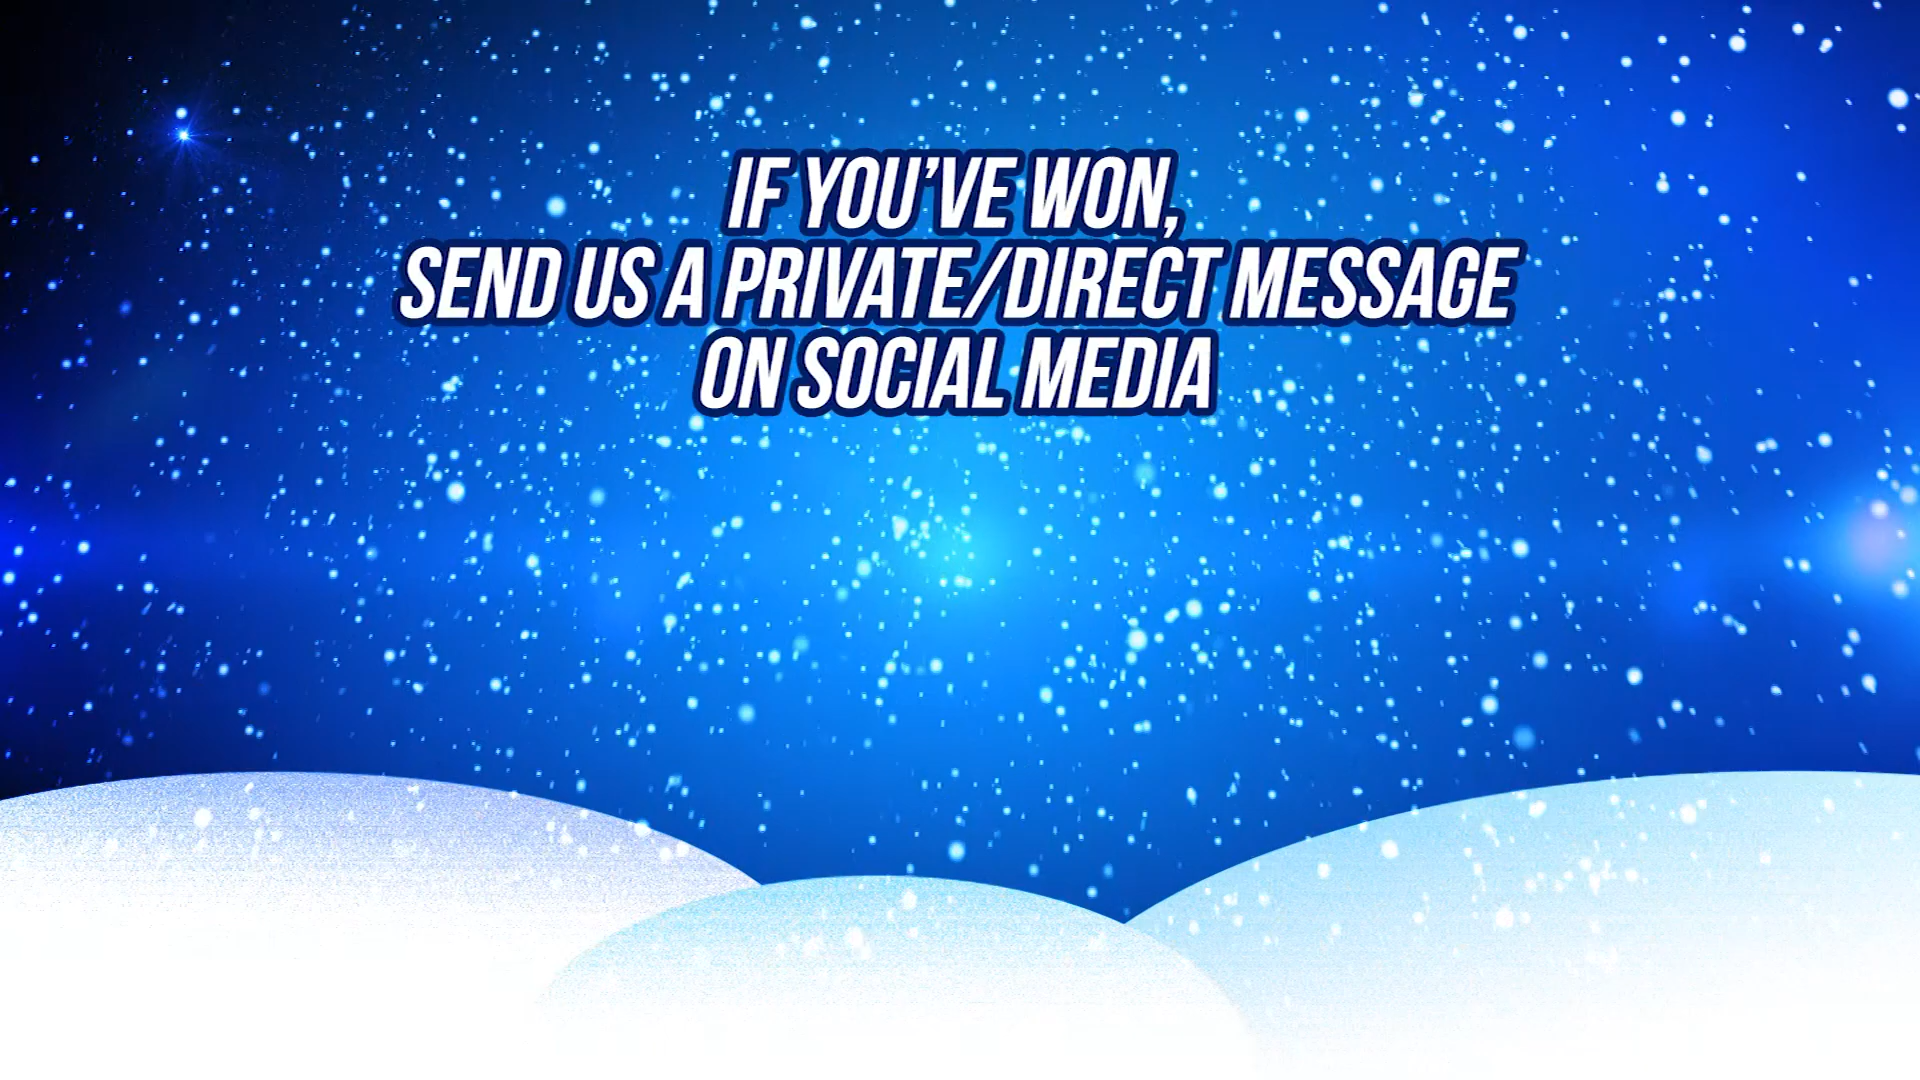 IF YOU’VE WON,
SEND US A PRIVATE/DIRECT MESSAGE
ON SOCIAL MEDIA